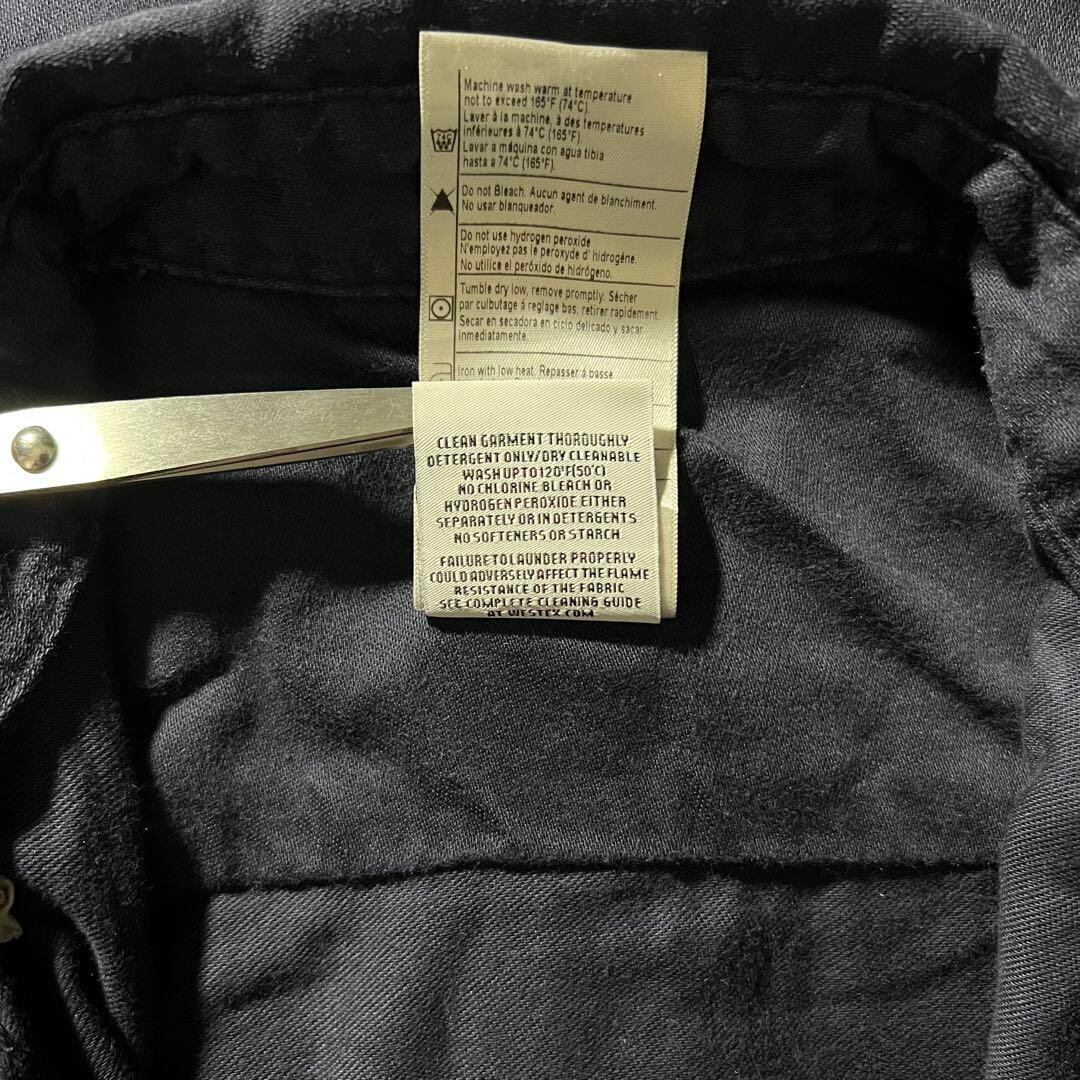 Machine wash warm at temperature
not to exceed 165°F (74°C).
Laver à la machine, à des temperatures
inférieures à 74°C (165°F).
Lavar a máquina con agua tibia
hasta a 74°C (165°F).
Do not Bleach. Aucun agent de blanchiment.
No usar blanqueador.
Do not use hydrogen peroxide
N'employez pas le peroxyde d' hidrogéne.
No utilice el peróxido de hidrógeno.
Tumble dry low, remove promptly. Sécher
par culbutage á reglage bas, retirer rapidement.
Secar en secadora en ciclo delicado y sacar
Inmediatamente.
Iron with low heat. Repasser à basse
CLEAN GARMENT THOROUGHLY
DETERGENT ONLY/DRY CLEANABLE
WASH UP TO 120°F(50°C)
NO CHLORINE BLEACH OR
HYDROGEN PEROXIDE EITHER
SEPARATELY OR IN DETERGENTS
NO SOFTENERS OR STARCH
FAILURE TO LAUNDER PROPERLY
COULD ADVERSELY AFFECT THE FLAME
RESISTANCE OF THE FABRIC
SEE COMPLETE CLEANING GUIDE
AT WESTEX.COM